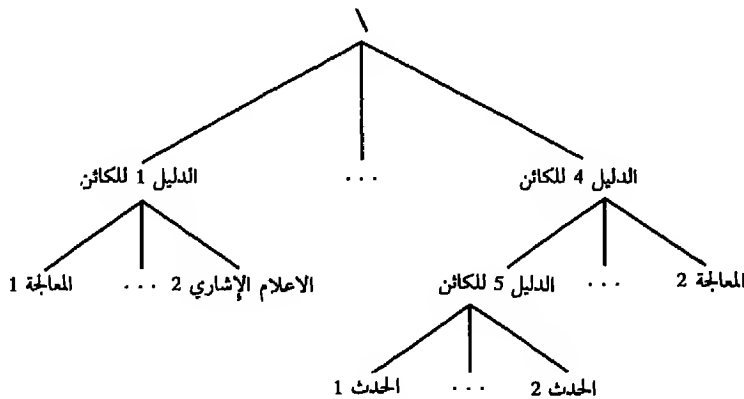 \
الدليل 4 للكائن ... الدليل 1 للكائن
المعالجة 2 ... الدليل 5 للكائن الاعلام الإشاري 2 ... المعالجة 1
الحدث 2 ... الحدث 1